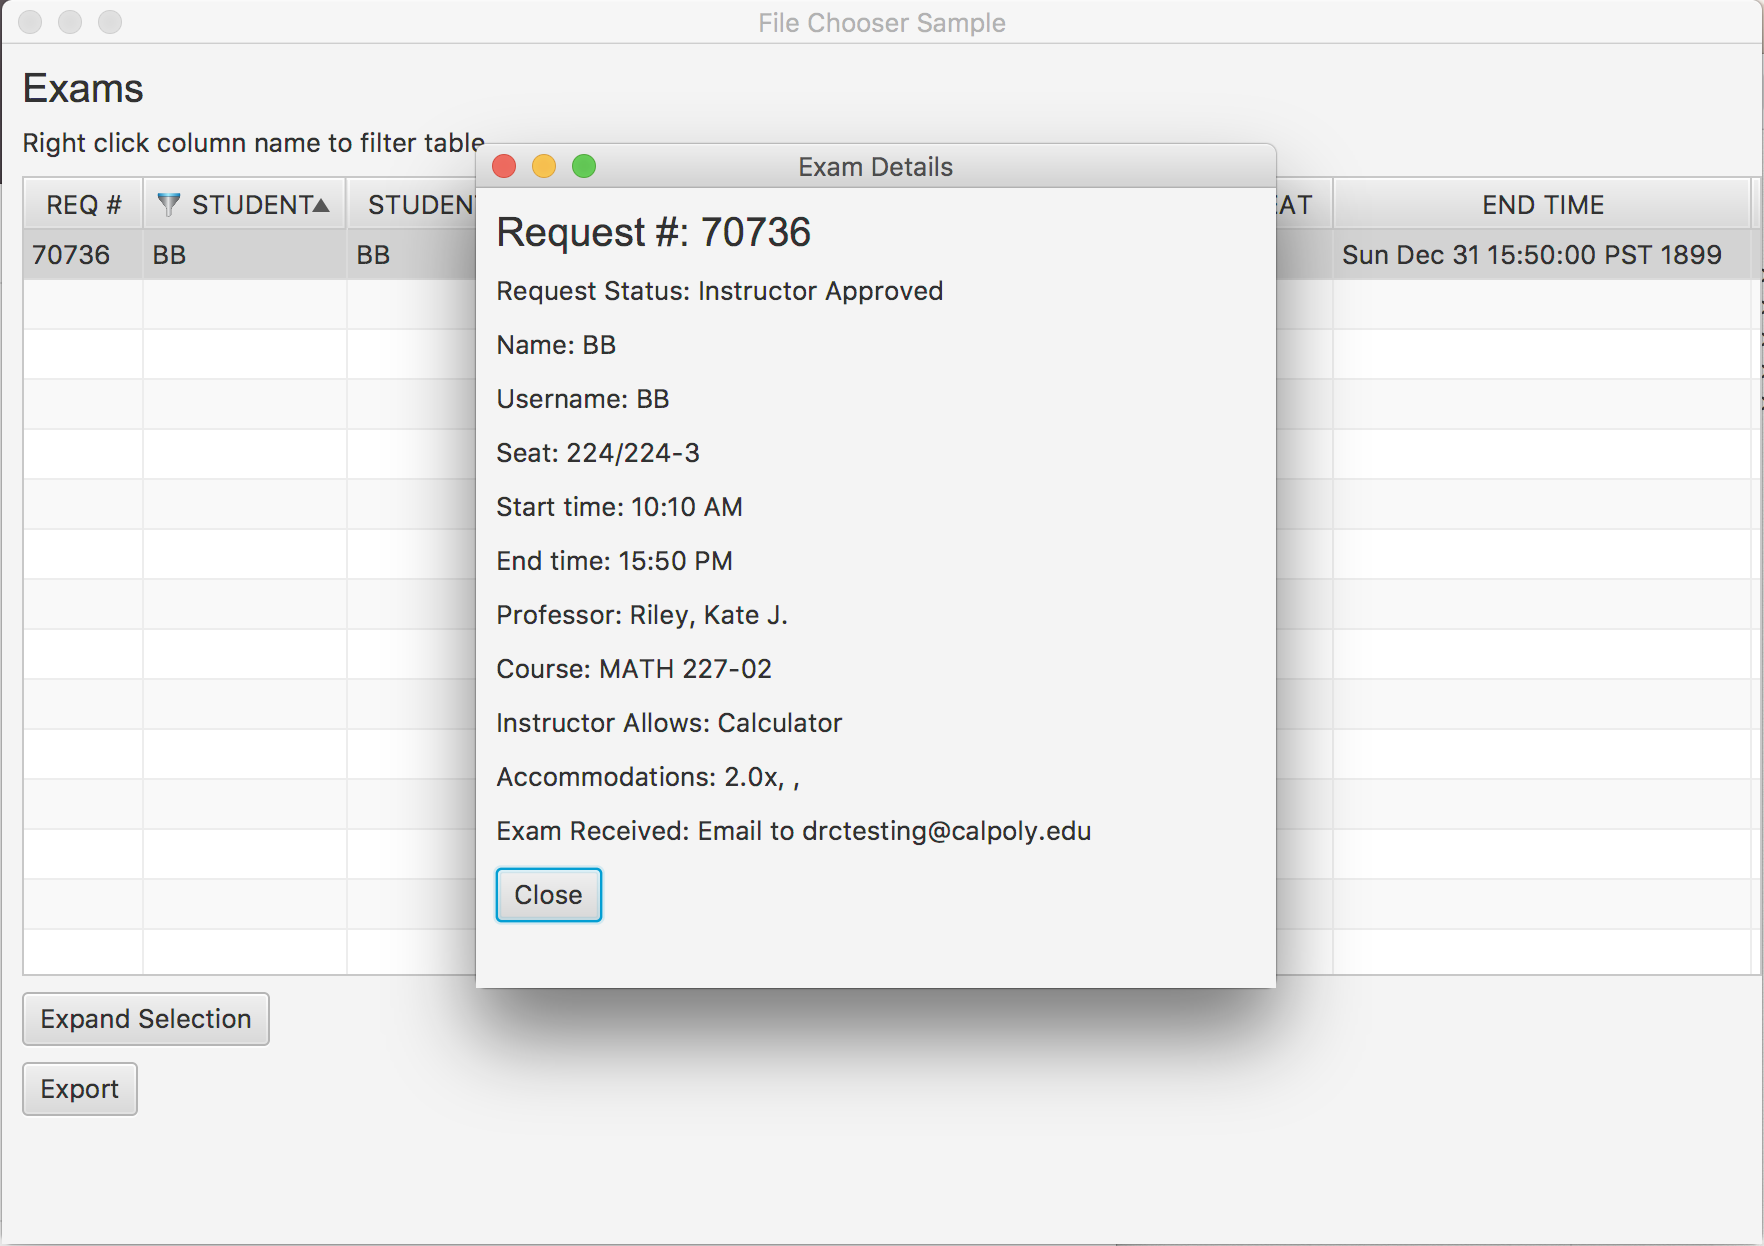 File Chooser Sample
Exams
Right click column name to filter table
Exam Details
REQ # STUDENT▲ STUDEN AT END TIME
70736 BB BB Sun Dec 31 15:50:00 PST 1899
Request #: 70736
Request Status: Instructor Approved
Name: BB
Username: BB
Seat: 224/224-3
Start time: 10:10 AM
End time: 15:50 PM
Professor: Riley, Kate J.
Course: MATH 227-02
Instructor Allows: Calculator
Accommodations: 2.0x, ,
Exam Received: Email to drctesting@calpoly.edu
Close
Expand Selection
Export